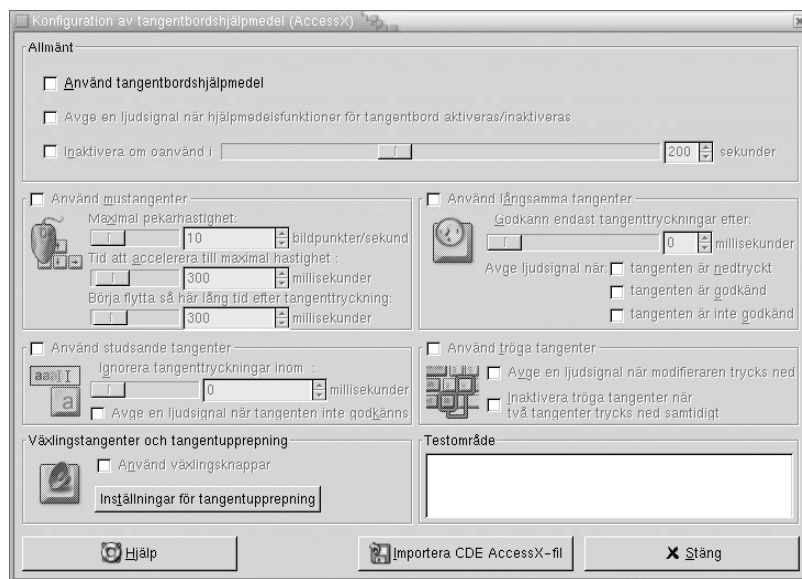 Konfiguration av tangentbordshjälpmedel (AccessX)
Allmänt
Använd tangentbordshjälpmedel
Avge en ljudsignal när hjälpmedelsfunktioner för tangentbord aktiveras/inaktiveras
Inaktivera om oanvänd i 200 sekunder
Använd mustangenter
Maximal pekarhastighet:
10 bildpunkter/sekund
Tid att accelerera till maximal hastighet :
300 millisekunder
Börja flytta så här lång tid efter tangenttryckning:
300 millisekunder
Använd långsamma tangenter
Godkänn endast tangenttryckningar efter:
0 millisekunder
Avge ljudsignal när: tangenten är nedtryckt
tangenten är godkänd
tangenten är inte godkänd
Använd studsande tangenter
Ignorera tangenttryckningar inom :
aaa
a
0 millisekunder
Avge en ljudsignal när tangenten inte godkänns
Använd tröga tangenter
Avge en ljudsignal när modifieraren trycks ned
Inaktivera tröga tangenter när
två tangenter trycks ned samtidigt
Växlingstangenter och tangentupprepning
Använd växlingsknappar
Inställningar för tangentupprepning
Testområde
Hjälp
Importera CDE AccessX-fil
Stäng